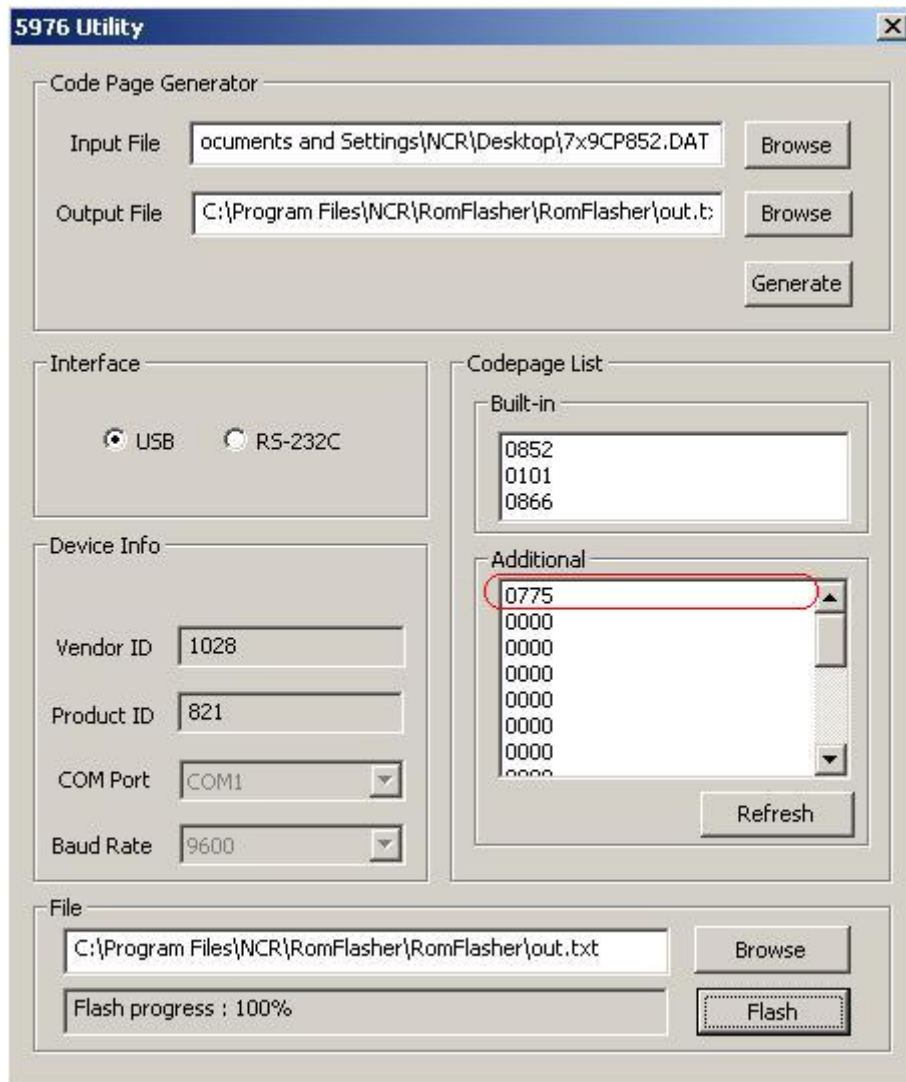 5976 Utility
Code Page Generator
Input File
ocuments and Settings\NCR\Desktop\7x9CP852.DAT
Browse
Output File
C:\Program Files\NCR\RomFlasher\RomFlasher\out.t
Browse
Generate
Interface
USB
RS-232C
Codepage List
Built-in
0852
0101
0866
Device Info
Vendor ID
1028
Product ID
821
COM Port
COM1
Baud Rate
9600
Additional
0775
0000
0000
0000
0000
0000
0000
0000
Refresh
File
C:\Program Files\NCR\RomFlasher\RomFlasher\out.txt
Browse
Flash progress : 100%
Flash